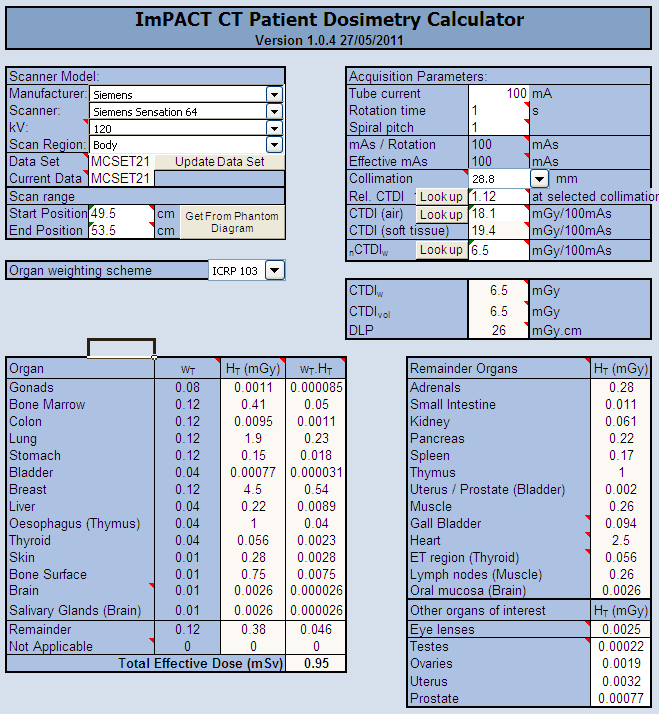 ImPACT CT Patient Dosimetry Calculator
Version 1.0.4 27/05/2011
Scanner Model:
Manufacturer: Siemens
Scanner: Siemens Sensation 64
kV: 120
Scan Region: Body
Data Set MCSET21 Update Data Set
Current Data MCSET21
Scan range
Start Position 49.5 cm Get From Phantom
End Position 53.5 cm Diagram
Organ weighting scheme ICRP 103
Acquisition Parameters:
Tube current 100 mA
Rotation time 1 s
Spiral pitch 1
mAs / Rotation 100 mAs
Effective mAs 100 mAs
Collimation 28.8 mm
Rel. CTDI Look up 1.12 at selected collimation
CTDI (air) Look up 18.1 mGy/100mAs
CTDI (soft tissue) 19.4 mGy/100mAs
nCTDIw Look up 6.5 mGy/100mAs
CTDIw 6.5 mGy
CTDIvol 6.5 mGy
DLP 26 mGy.cm
Organ wT HT (mGy) wT.HT
Gonads 0.08 0.0011 0.000085
Bone Marrow 0.12 0.41 0.05
Colon 0.12 0.0095 0.0011
Lung 0.12 1.9 0.23
Stomach 0.12 0.15 0.018
Bladder 0.04 0.00077 0.000031
Breast 0.12 4.5 0.54
Liver 0.04 0.22 0.0089
Oesophagus (Thymus) 0.04 1 0.04
Thyroid 0.04 0.056 0.0023
Skin 0.01 0.28 0.0028
Bone Surface 0.01 0.75 0.0075
Brain 0.01 0.0026 0.000026
Salivary Glands (Brain) 0.01 0.0026 0.000026
Remainder 0.12 0.38 0.046
Not Applicable 0 0 0
Total Effective Dose (mSv) 0.95
Remainder Organs HT (mGy)
Adrenals 0.28
Small Intestine 0.011
Kidney 0.061
Pancreas 0.22
Spleen 0.17
Thymus 1
Uterus / Prostate (Bladder) 0.002
Muscle 0.26
Gall Bladder 0.094
Heart 2.5
ET region (Thyroid) 0.056
Lymph nodes (Muscle) 0.26
Oral mucosa (Brain) 0.0026
Other organs of interest HT (mGy)
Eye lenses 0.0025
Testes 0.00022
Ovaries 0.0019
Uterus 0.0032
Prostate 0.00077